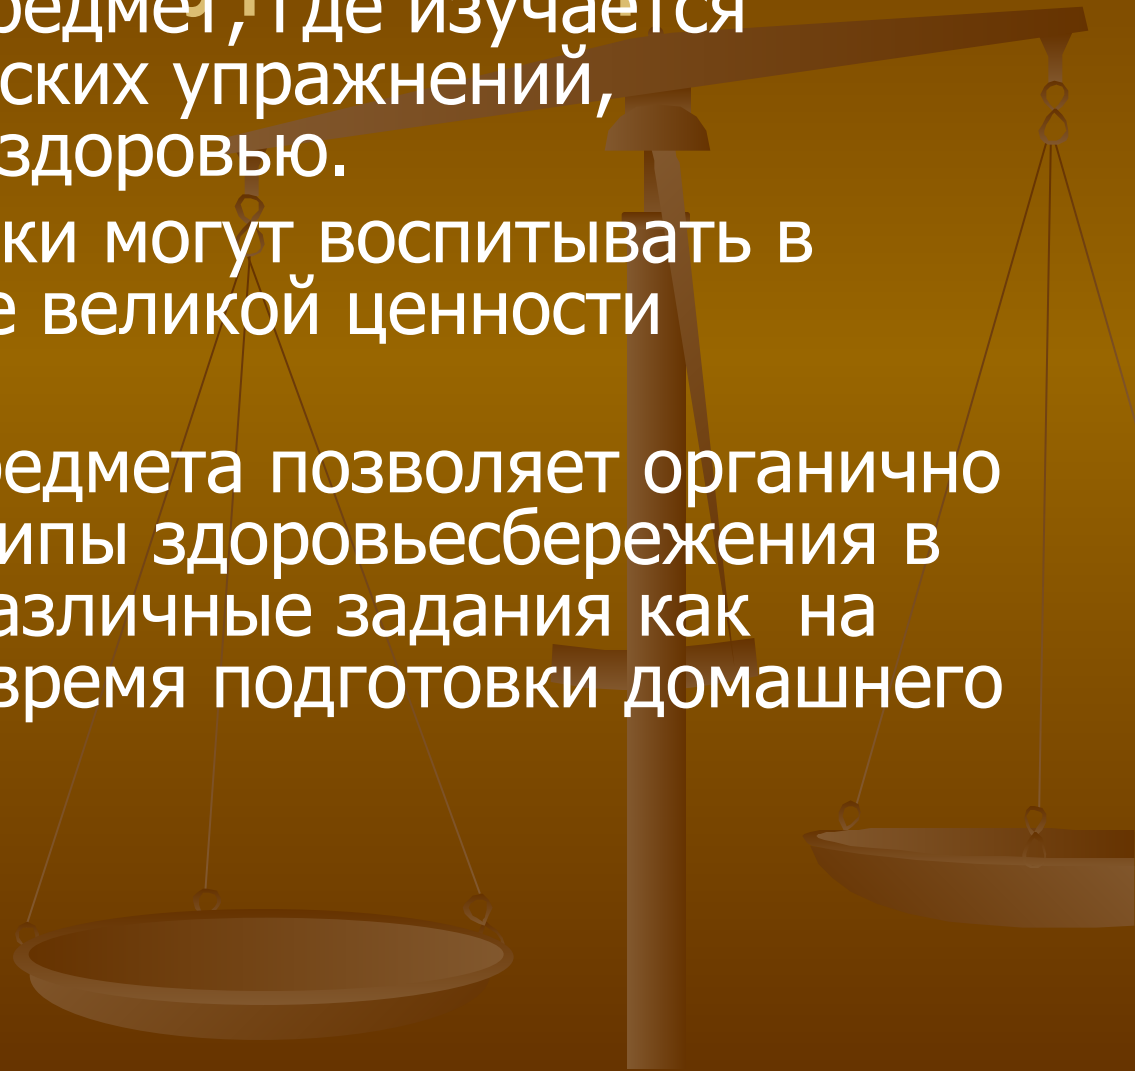 редмет, где изучается
ских упражнений,
здоровью.
ки могут воспитывать в
е великой ценности
редмета позволяет органично
ипы здоровьесбережения в
азличные задания как на
время подготовки домашнего